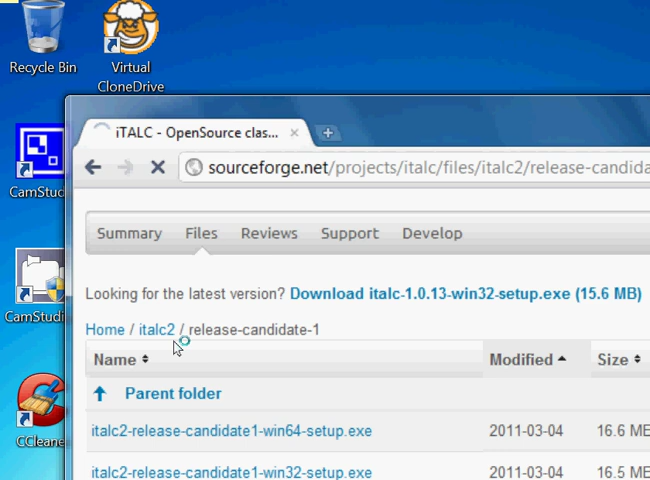 Recycle Bin
Virtual
CloneDrive
iTALC - OpenSource clas...
CamStud
sourceforge.net/projects/italc/files/italc2/release-candida
Summary Files Reviews Support Develop
Looking for the latest version? Download italc-1.0.13-win32-setup.exe (15.6 MB)
CamStudi
Home / italc2 / release-candidate-1
Name Modified Size
Parent folder
CCleane
italc2-release-candidate1-win64-setup.exe 2011-03-04 16.6 ME
italc2-release-candidate1-win32-setup.exe 2011-03-04 16.5 ME